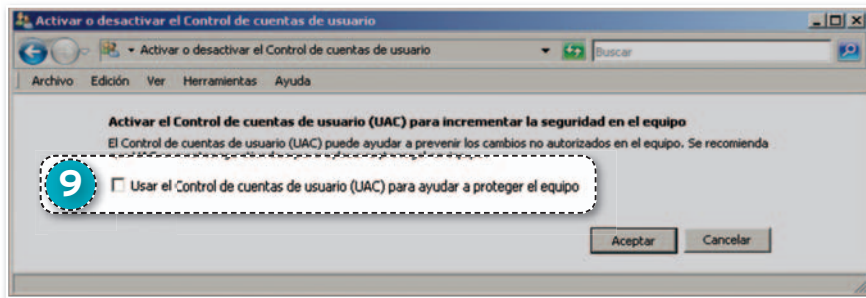 Activar o desactivar el Control de cuentas de usuario
Activar o desactivar el Control de cuentas de usuario
Buscar
Archivo Edición Ver Herramientas Ayuda
Activar el Control de cuentas de usuario (UAC) para incrementar la seguridad en el equipo
El Control de cuentas de usuario (UAC) puede ayudar a prevenir los cambios no autorizados en el equipo. Se recomienda
9
Usar el Control de cuentas de usuario (UAC) para ayudar a proteger el equipo
Aceptar Cancelar